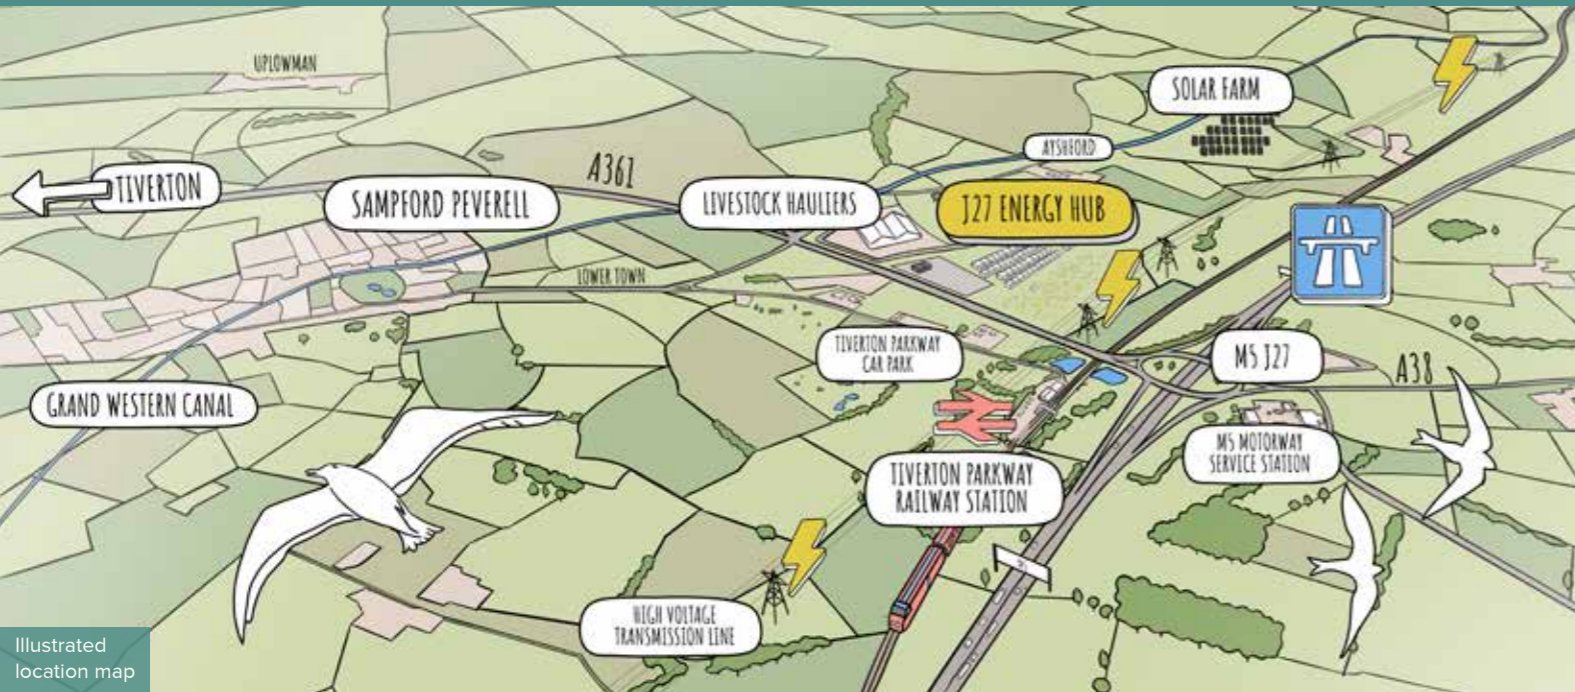 UPLOWMAN
SOLAR FARM
AYSHFORD
A361
TIVERTON
SAMPFORD PEVERELL
LIVESTOCK HAULIERS
J27 ENERGY HUB
LOWER TOWN
TIVERTON PARKWAY
CAR PARK
M5 J27
A38
GRAND WESTERN CANAL
M5 MOTORWAY
SERVICE STATION
TIVERTON PARKWAY
RAILWAY STATION
HIGH VOLTAGE
TRANSMISSION LINE
Illustrated
location map